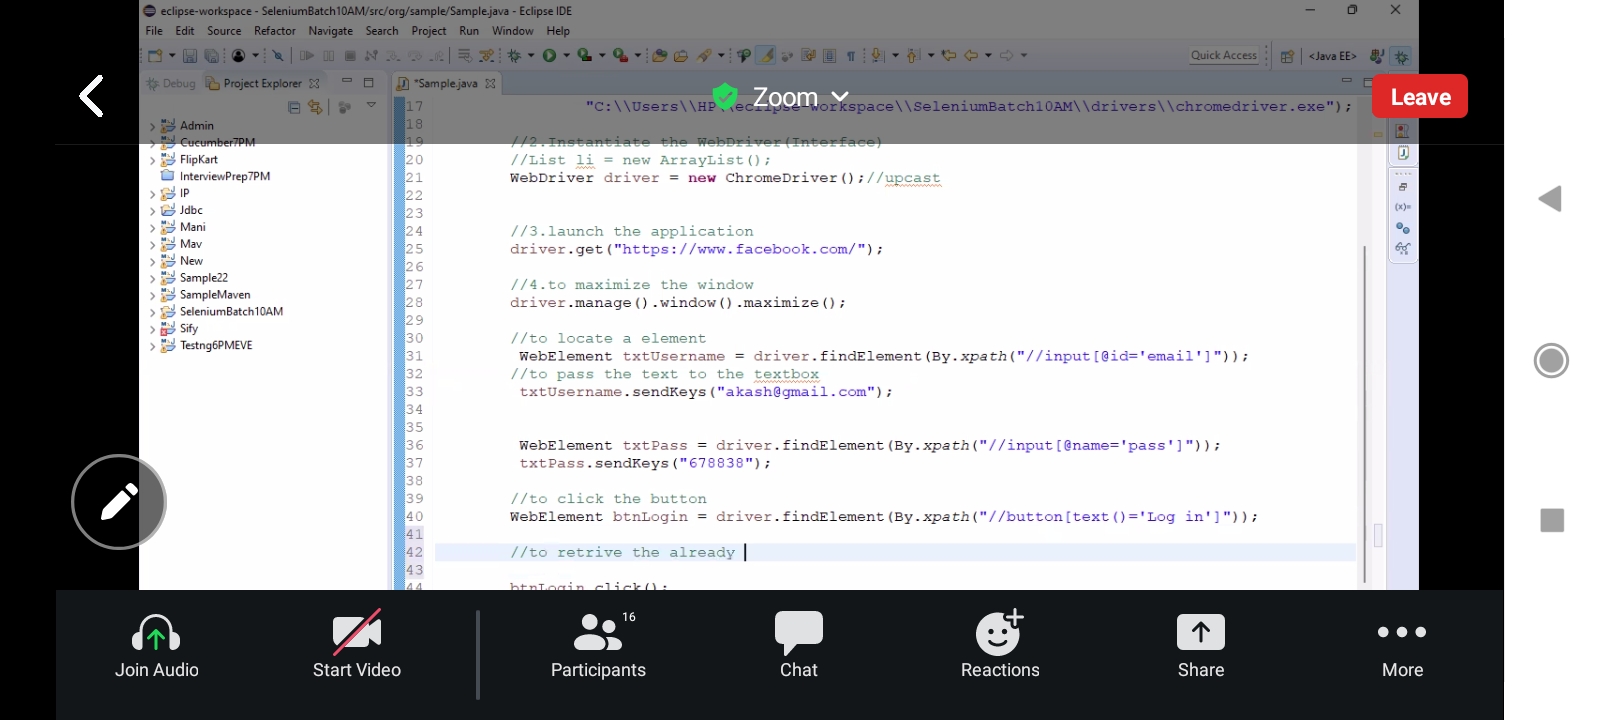 eclipse-workspace - SeleniumBatch10AM/src/org/sample/Sample.java - Eclipse IDE
File Edit Source Refactor Navigate Search Project Run Window Help
Quick Access
<Java EE>
Debug
Project Explorer
*Sample.java
Zoom
Leave
Admin
Cucumber7PM
FlipKart
InterviewPrep7PM
IP
Jdbc
Mani
Mav
New
Sample22
SampleMaven
SeleniumBatch10AM
Sify
Testng6PMEVE
17 "C:\\Users\\HP\\eclipse-workspace\\SeleniumBatch10AM\\drivers\\chromedriver.exe");
18
19 //2.Instantiate the WebDriver(Interface)
20 //List li = new ArrayList();
21 WebDriver driver = new ChromeDriver();//upcast
22
23
24 //3.launch the application
25 driver.get("https://www.facebook.com/");
26
27 //4.to maximize the window
28 driver.manage().window().maximize();
29
30 //to locate a element
31 WebElement txtUsername = driver.findElement(By.xpath("//input[@id='email']"));
32 //to pass the text to the textbox
33 txtUsername.sendKeys("akash@gmail.com");
34
35
36 WebElement txtPass = driver.findElement(By.xpath("//input[@name='pass']"));
37 txtPass.sendKeys("678838");
38
39 //to click the button
40 WebElement btnLogin = driver.findElement(By.xpath("//button[text()='Log in']"));
41
42 //to retrive the already
43
44 btnLogin.click();
Join Audio
Start Video
16
Participants
Chat
Reactions
Share
More